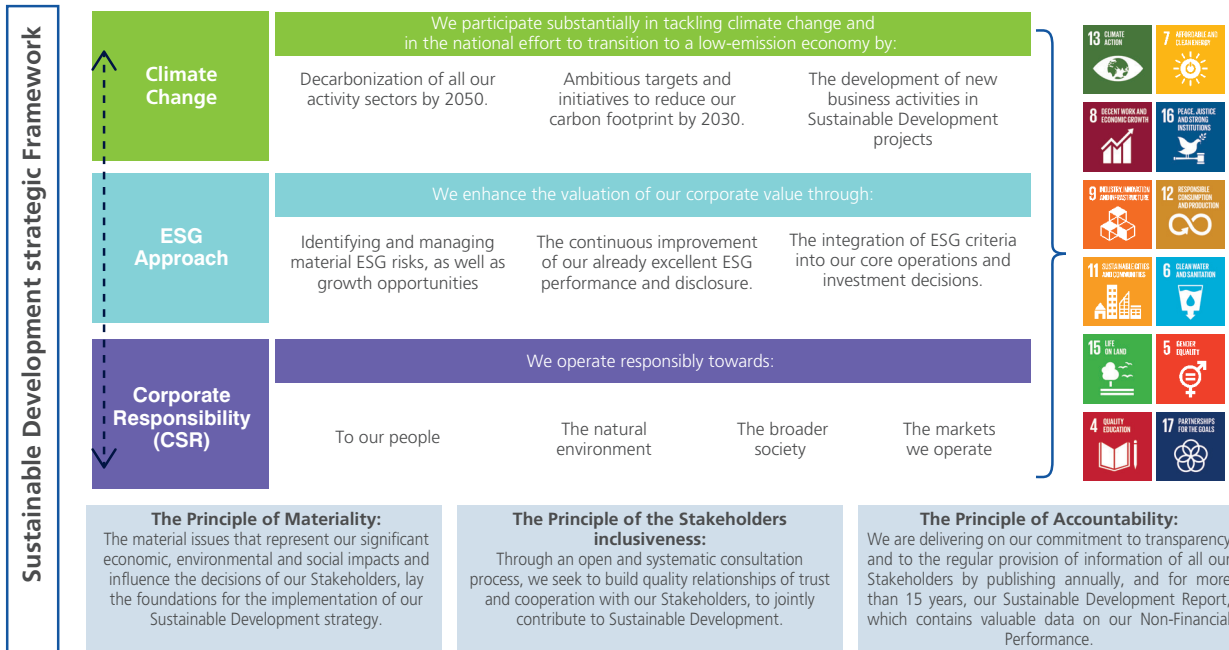 Sustainable Development strategic Framework
Climate
Change
We participate substantially in tackling climate change and
in the national effort to transition to a low-emission economy by:
Decarbonization of all our
activity sectors by 2050.
Ambitious targets and
initiatives to reduce our
carbon footprint by 2030.
The development of new
business activities in
Sustainable Development
projects
ESG
Approach
We enhance the valuation of our corporate value through:
Identifying and managing
material ESG risks, as well as
growth opportunities
The continuous improvement
of our already excellent ESG
performance and disclosure.
The integration of ESG criteria
into our core operations and
investment decisions.
Corporate
Responsibility
(CSR)
We operate responsibly towards:
To our people
The natural
environment
The broader
society
The markets
we operate
13 CLIMATE
ACTION
7 AFFORDABLE AND
CLEAN ENERGY
8 DECENT WORK AND
ECONOMIC GROWTH
16 PEACE, JUSTICE
AND STRONG
INSTITUTIONS
9 INDUSTRY, INNOVATION
AND INFRASTRUCTURE
12 RESPONSIBLE
CONSUMPTION
AND PRODUCTION
11 SUSTAINABLE CITIES
AND COMMUNITIES
6 CLEAN WATER
AND SANITATION
15 LIFE
ON LAND
5 GENDER
EQUALITY
4 QUALITY
EDUCATION
17 PARTNERSHIPS
FOR THE GOALS
The Principle of Materiality:
The material issues that represent our significant
economic, environmental and social impacts and
influence the decisions of our Stakeholders, lay
the foundations for the implementation of our
Sustainable Development strategy.
The Principle of the Stakeholders
inclusiveness:
Through an open and systematic consultation
process, we seek to build quality relationships of trust
and cooperation with our Stakeholders, to jointly
contribute to Sustainable Development.
The Principle of Accountability:
We are delivering on our commitment to transparency
and to the regular provision of information of all our
Stakeholders by publishing annually, and for more
than 15 years, our Sustainable Development Report,
which contains valuable data on our Non-Financial
Performance.